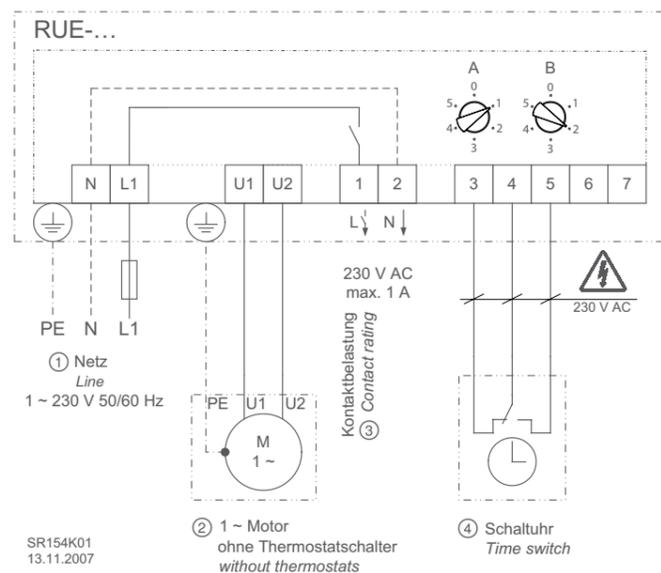 RUE-...
A
B
0
0
5
1
5
1
4
2
4
2
3
3
N
L1
U1
U2
1
2
3
4
5
6
7
L
N
230 V AC
max. 1 A
230 V AC
PE
N
L1
1 Netz
Line
1 ~ 230 V 50/60 Hz
Kontaktbelastung
3 Contact rating
PE
U1
U2
M
1 ~
2 1 ~ Motor
ohne Thermostatschalter
without thermostats
4 Schaltuhr
Time switch
SR154K01
13.11.2007